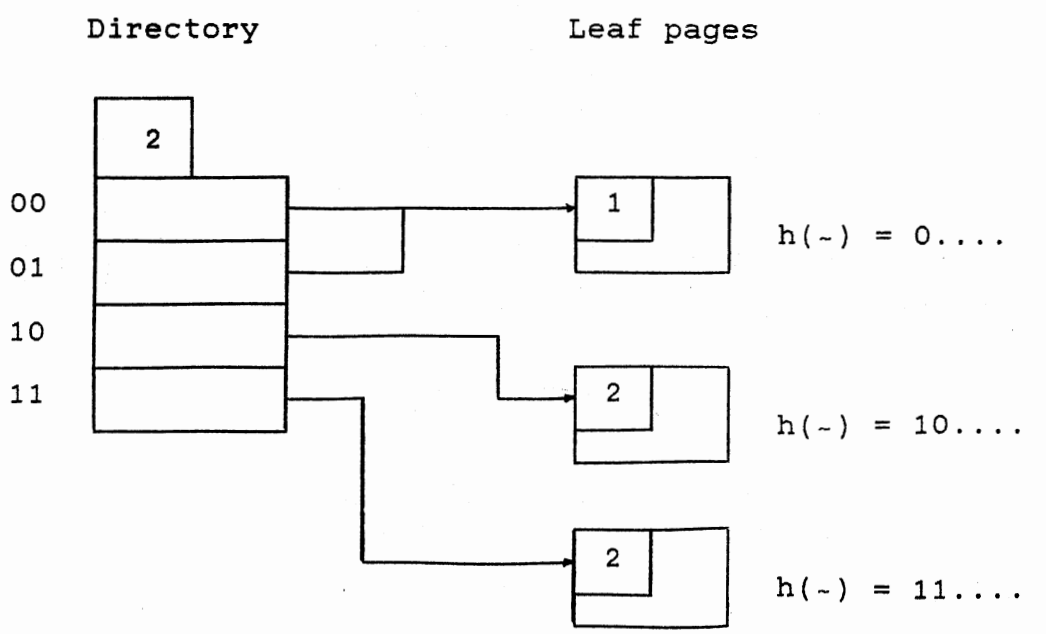 Directory Leaf pages
2
00 1
h(~) = 0....
01
10
2
11
h(~) = 10....
2
h(~) = 11....